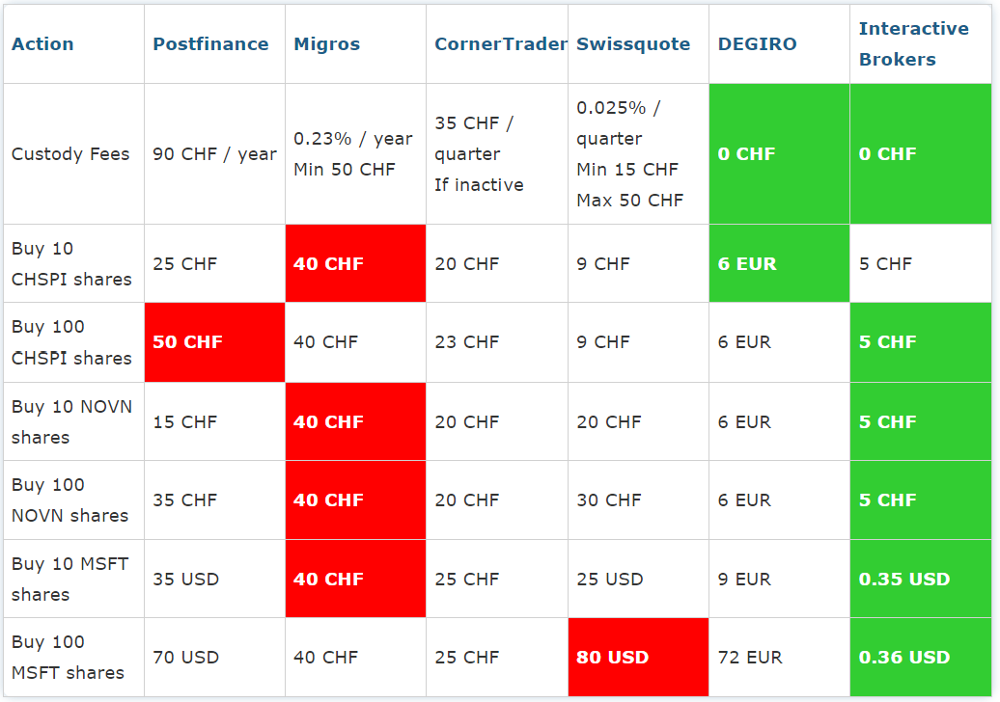 Action
Postfinance
Migros
CornerTrader
Swissquote
DEGIRO
Interactive
Brokers
Custody Fees
90 CHF / year
0.23% / year
Min 50 CHF
35 CHF /
quarter
If inactive
0.025% /
quarter
Min 15 CHF
Max 50 CHF
0 CHF
0 CHF
Buy 10
CHSPI shares
25 CHF
40 CHF
20 CHF
9 CHF
6 EUR
5 CHF
Buy 100
CHSPI shares
50 CHF
40 CHF
23 CHF
9 CHF
6 EUR
5 CHF
Buy 10 NOVN
shares
15 CHF
40 CHF
20 CHF
20 CHF
6 EUR
5 CHF
Buy 100
NOVN shares
35 CHF
40 CHF
20 CHF
30 CHF
6 EUR
5 CHF
Buy 10 MSFT
shares
35 USD
40 CHF
25 CHF
25 USD
9 EUR
0.35 USD
Buy 100
MSFT shares
70 USD
40 CHF
25 CHF
80 USD
72 EUR
0.36 USD